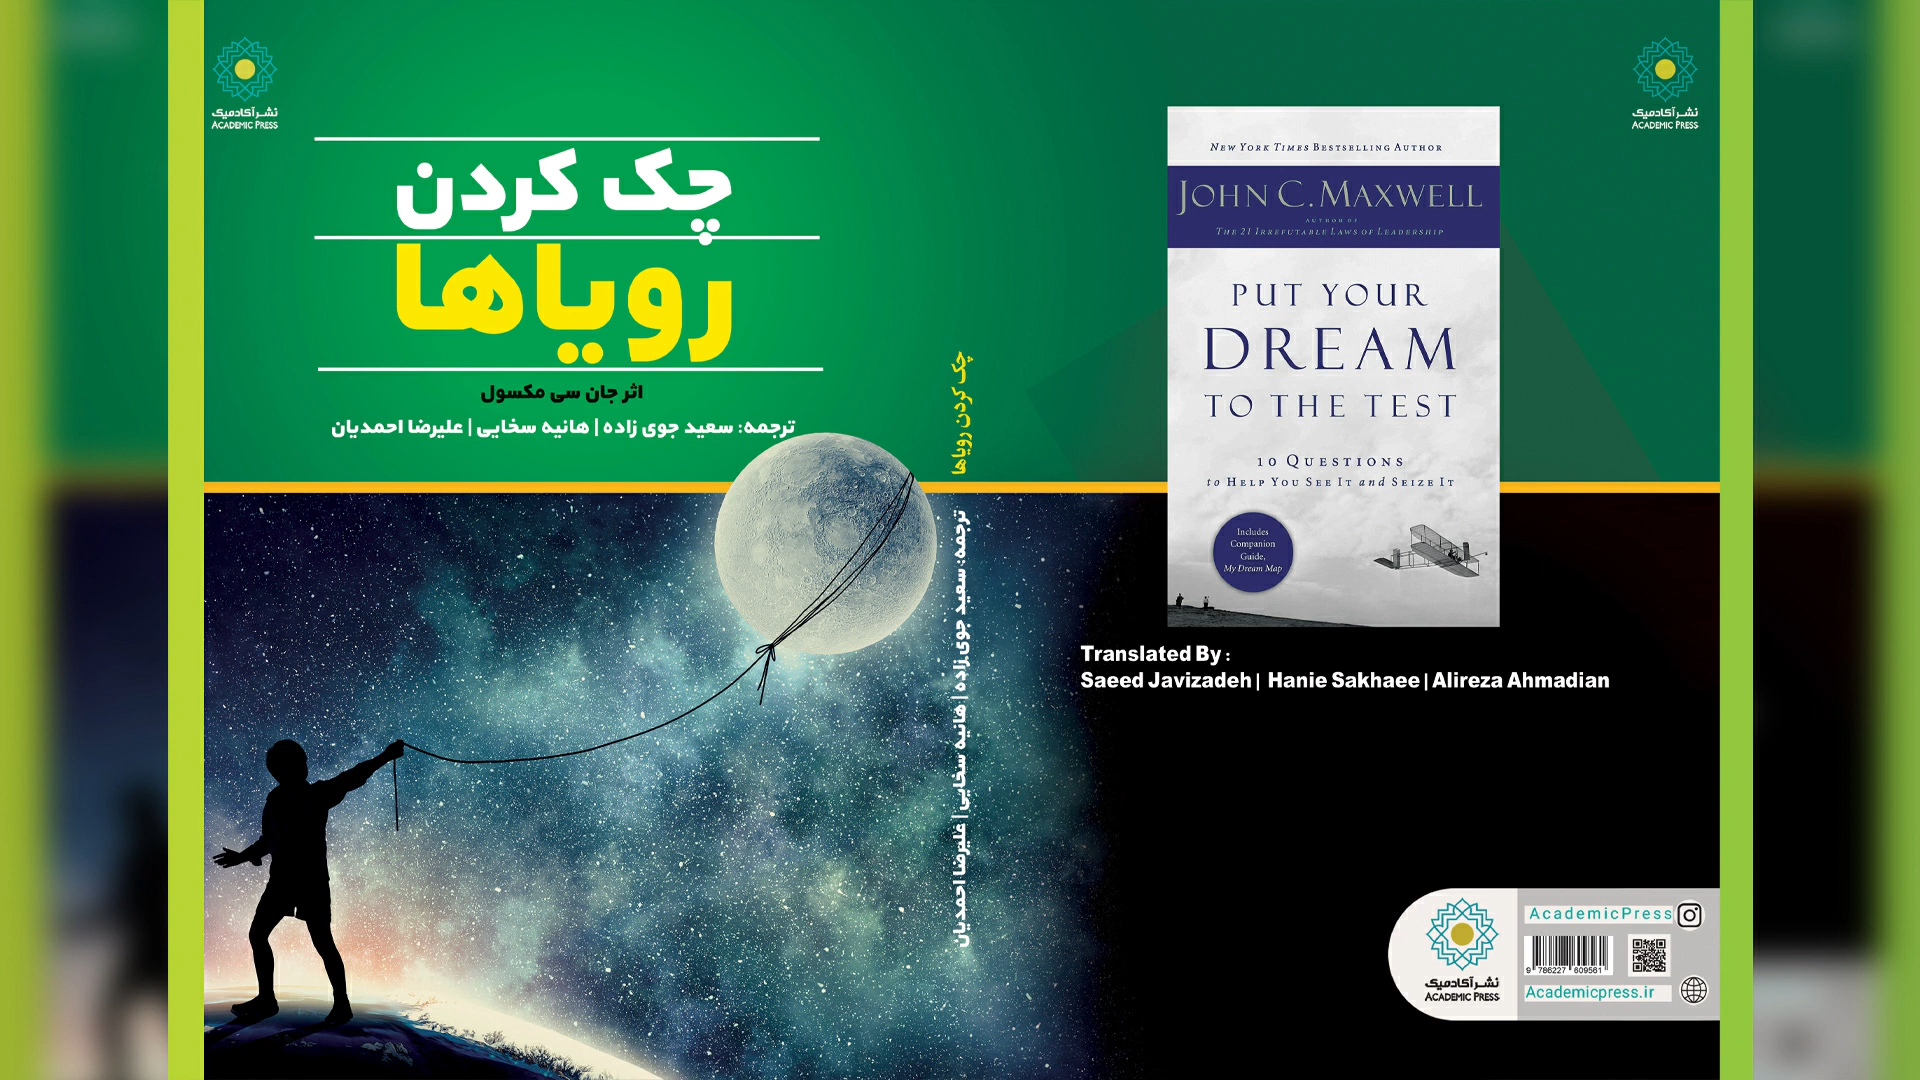 نشر آکادمیک
ACADEMIC PRESS
چک کردن
رویاها
اثر جان سی مکسول
ترجمه: سعید جوی زاده | هانیه سخایی | علیرضا احمدیان
چک کردن رویاها
ترجمه: سعید جوی زاده | هانیه سخایی | علیرضا احمدیان
نشر آکادمیک
ACADEMIC PRESS
NEW YORK TIMES BESTSELLING AUTHOR
JOHN C. MAXWELL
AUTHOR OF
THE 21 IRREFUTABLE LAWS OF LEADERSHIP
PUT YOUR
DREAM
TO THE TEST
10 QUESTIONS
to HELP YOU SEE IT and SEIZE IT
Includes
Companion
Guide,
My Dream Map
Translated By :
Saeed Javizadeh | Hanie Sakhaee | Alireza Ahmadian
نشر آکادمیک
ACADEMIC PRESS
AcademicPress
9 786227 609561
Academicpress.ir